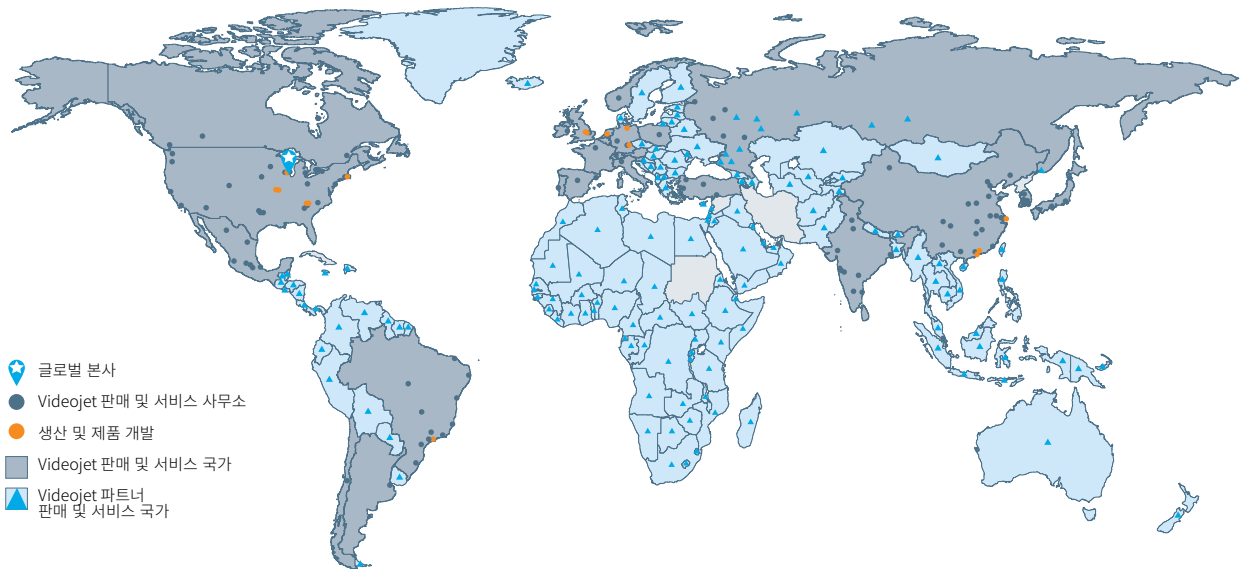 글로벌 본사
Videojet 판매 및 서비스 사무소
생산 및 제품 개발
Videojet 판매 및 서비스 국가
Videojet 파트너
판매 및 서비스 국가